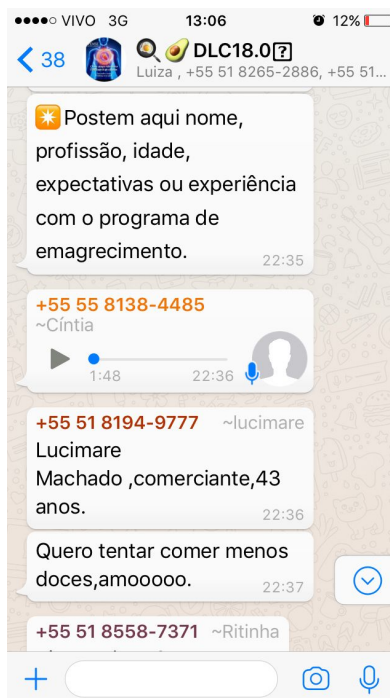 VIVO 3G 13:06 12%
38 DLC18.0?
Luiza , +55 51 8265-2886, +55 51...
Postem aqui nome,
profissão, idade,
expectativas ou experiência
com o programa de
emagrecimento.
22:35
+55 55 8138-4485
~Cíntia
1:48 22:36
+55 51 8194-9777 ~lucimare
Lucimare
Machado ,comerciante,43
anos.
22:36
Quero tentar comer menos
doces,amooooo.
22:37
+55 51 8558-7371 ~Ritinha